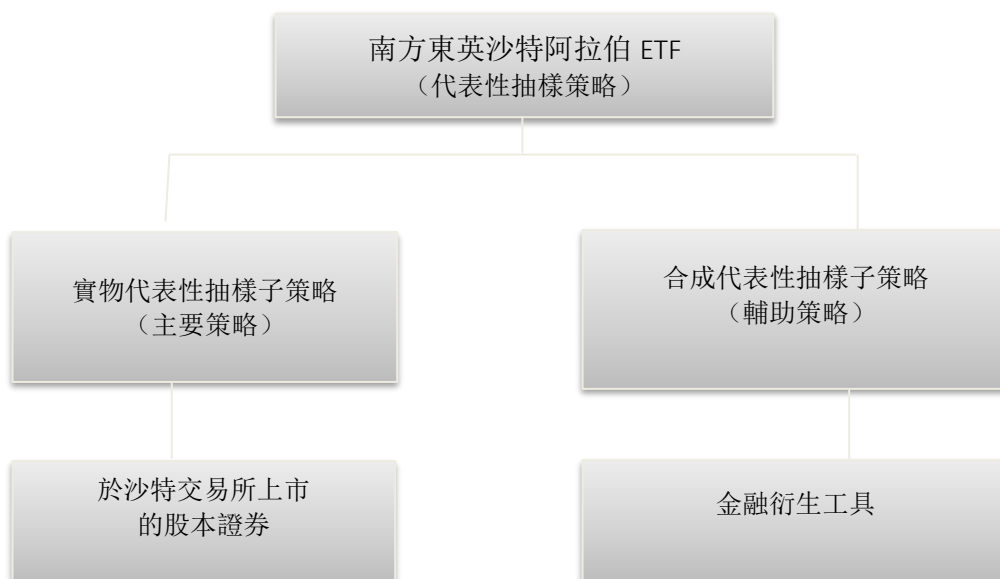 南方東英沙特阿拉伯 ETF
（代表性抽樣策略）
實物代表性抽樣子策略
（主要策略）
合成代表性抽樣子策略
（輔助策略）
於沙特交易所上市
的股本證券
金融衍生工具